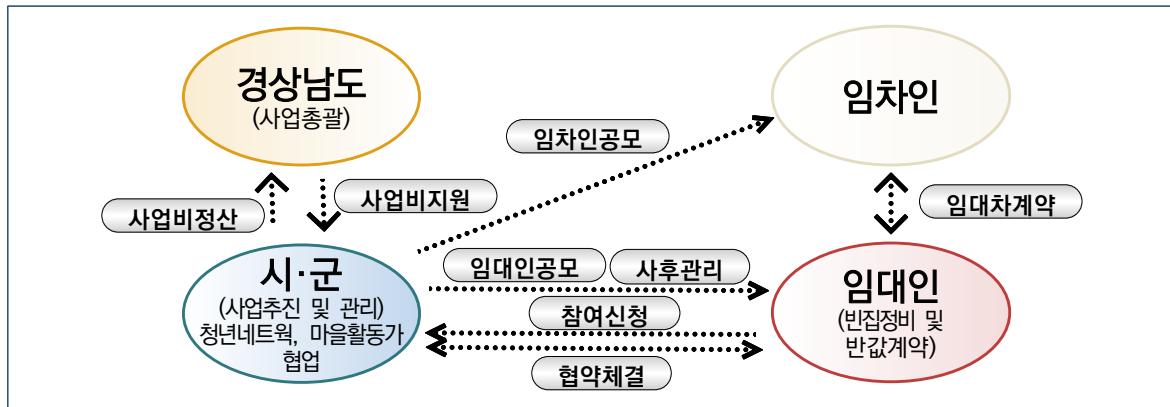 경상남도
(사업총괄)
임차인
임차인공모
사업비정산
사업비지원
임대차계약
시·군
(사업추진 및 관리)
청년네트웍, 마을활동가
협업
임대인공모
사후관리
참여신청
협약체결
임대인
(빈집정비 및
반값계약)